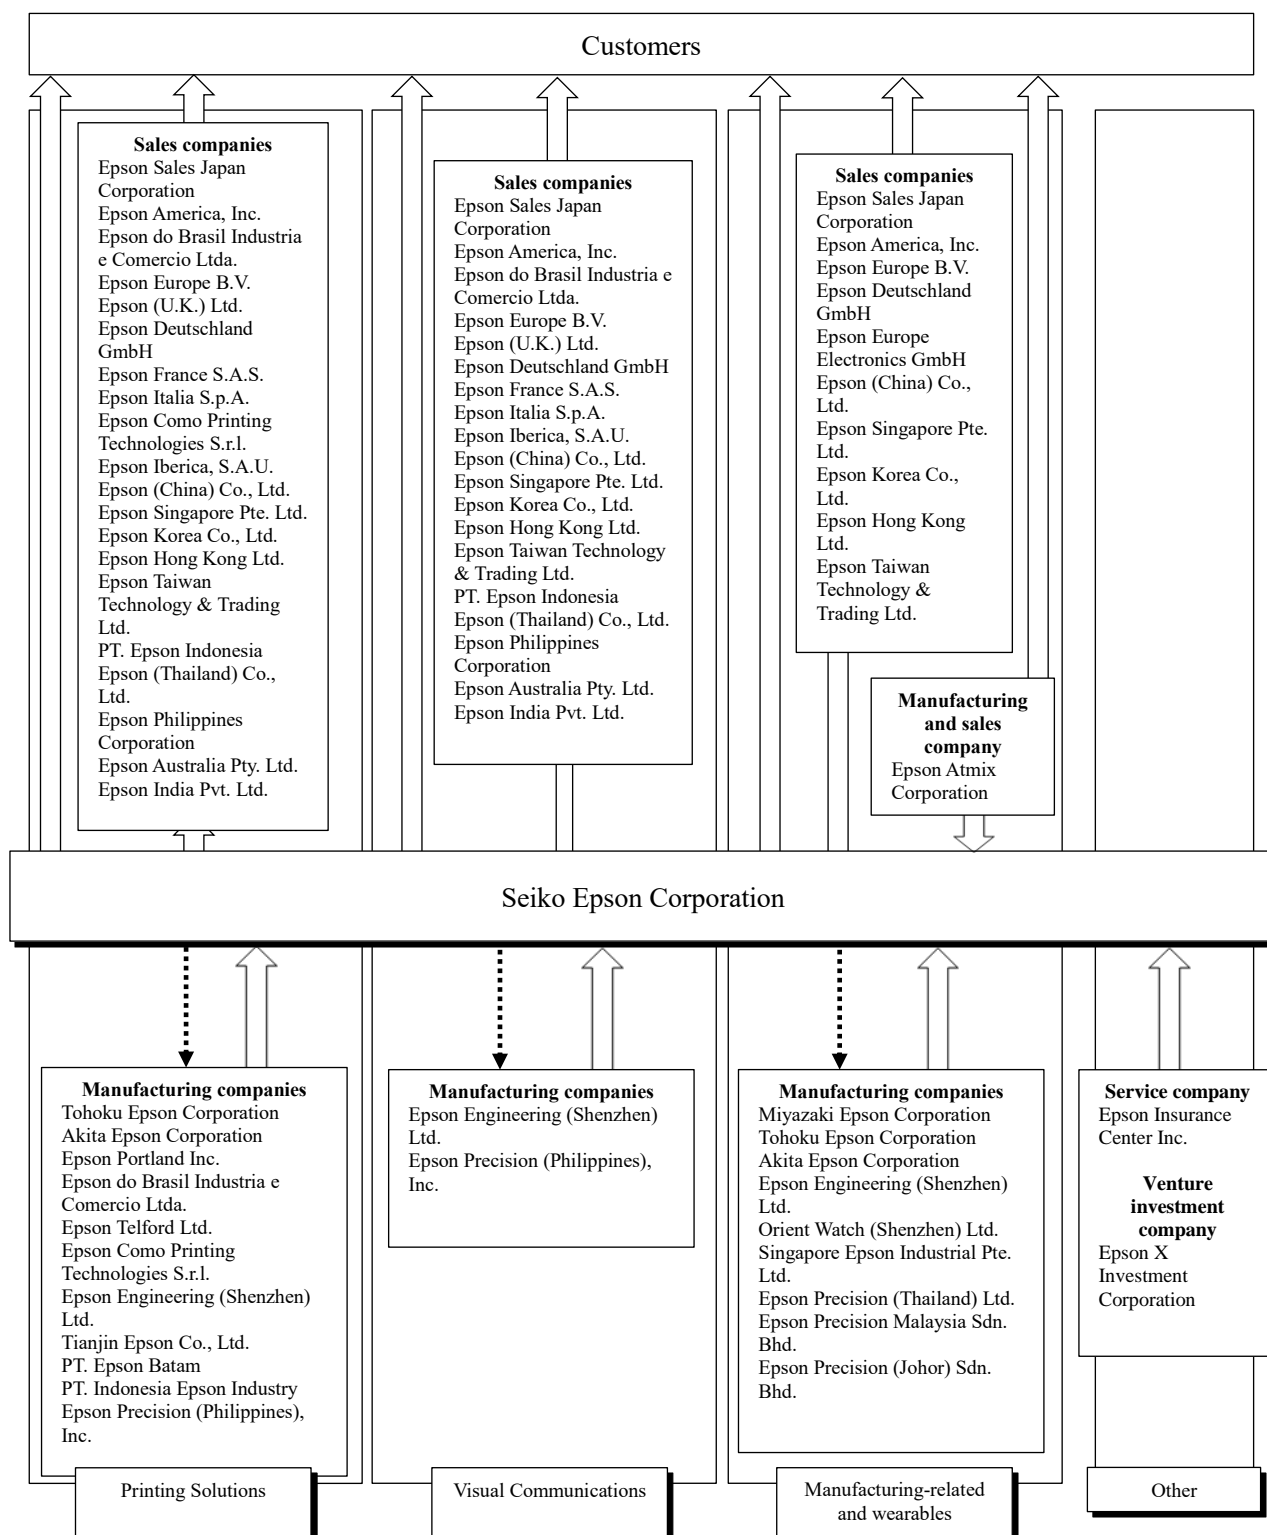 Customers
Sales companies
Epson Sales Japan
Corporation
Epson America, Inc.
Epson do Brasil Industria
e Comercio Ltda.
Epson Europe B.V.
Epson (U.K.) Ltd.
Epson Deutschland
GmbH
Epson France S.A.S.
Epson Italia S.p.A.
Epson Como Printing
Technologies S.r.l.
Epson Iberica, S.A.U.
Epson (China) Co., Ltd.
Epson Singapore Pte. Ltd.
Epson Korea Co., Ltd.
Epson Hong Kong Ltd.
Epson Taiwan
Technology & Trading
Ltd.
PT. Epson Indonesia
Epson (Thailand) Co.,
Ltd.
Epson Philippines
Corporation
Epson Australia Pty. Ltd.
Epson India Pvt. Ltd.
Sales companies
Epson Sales Japan
Corporation
Epson America, Inc.
Epson do Brasil Industria e
Comercio Ltda.
Epson Europe B.V.
Epson (U.K.) Ltd.
Epson Deutschland GmbH
Epson France S.A.S.
Epson Italia S.p.A.
Epson Iberica, S.A.U.
Epson (China) Co., Ltd.
Epson Singapore Pte. Ltd.
Epson Korea Co., Ltd.
Epson Hong Kong Ltd.
Epson Taiwan Technology
& Trading Ltd.
PT. Epson Indonesia
Epson (Thailand) Co., Ltd.
Epson Philippines
Corporation
Epson Australia Pty. Ltd.
Epson India Pvt. Ltd.
Sales companies
Epson Sales Japan
Corporation
Epson America, Inc.
Epson Europe B.V.
Epson Deutschland
GmbH
Epson Europe
Electronics GmbH
Epson (China) Co.,
Ltd.
Epson Singapore Pte.
Ltd.
Epson Korea Co.,
Ltd.
Epson Hong Kong
Ltd.
Epson Taiwan
Technology &
Trading Ltd.
Manufacturing
and sales
company
Epson Atmix
Corporation
Seiko Epson Corporation
Manufacturing companies
Tohoku Epson Corporation
Akita Epson Corporation
Epson Portland Inc.
Epson do Brasil Industria e
Comercio Ltda.
Epson Telford Ltd.
Epson Como Printing
Technologies S.r.l.
Epson Engineering (Shenzhen)
Ltd.
Tianjin Epson Co., Ltd.
PT. Epson Batam
PT. Indonesia Epson Industry
Epson Precision (Philippines),
Inc.
Manufacturing companies
Epson Engineering (Shenzhen)
Ltd.
Epson Precision (Philippines),
Inc.
Manufacturing companies
Miyazaki Epson Corporation
Tohoku Epson Corporation
Akita Epson Corporation
Epson Engineering (Shenzhen)
Ltd.
Orient Watch (Shenzhen) Ltd.
Singapore Epson Industrial Pte.
Ltd.
Epson Precision (Thailand) Ltd.
Epson Precision Malaysia Sdn.
Bhd.
Epson Precision (Johor) Sdn.
Bhd.
Service company
Epson Insurance
Center Inc.
Venture
investment
company
Epson X
Investment
Corporation
Printing Solutions
Visual Communications
Manufacturing-related
and wearables
Other